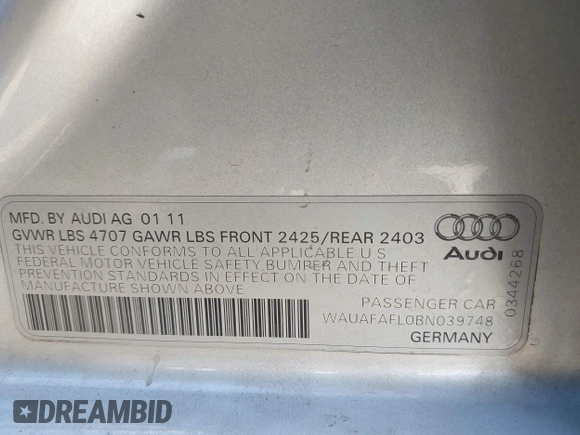 MFD. BY AUDI AG 01 11
GVWR LBS 4707 GAWR LBS FRONT 2425/REAR 2403
THIS VEHICLE CONFORMS TO ALL APPLICABLE U S
FEDERAL MOTOR VEHICLE SAFETY, BUMPER AND THEFT
PREVENTION STANDARDS IN EFFECT ON THE DATE OF
MANUFACTURE SHOWN ABOVE
PASSENGER CAR
WAUAFAFL0BN039748
GERMANY
Audi
0344268
DREAMBID